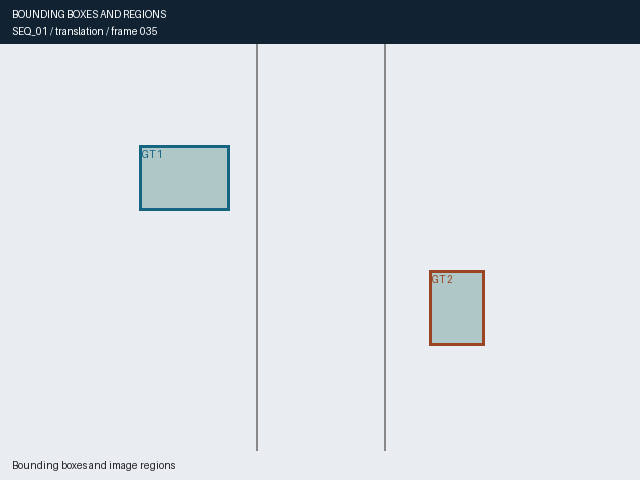 BOUNDING BOXES AND REGIONS
SEQ_01 / translation / frame 035
GT1
GT2
Bounding boxes and image regions